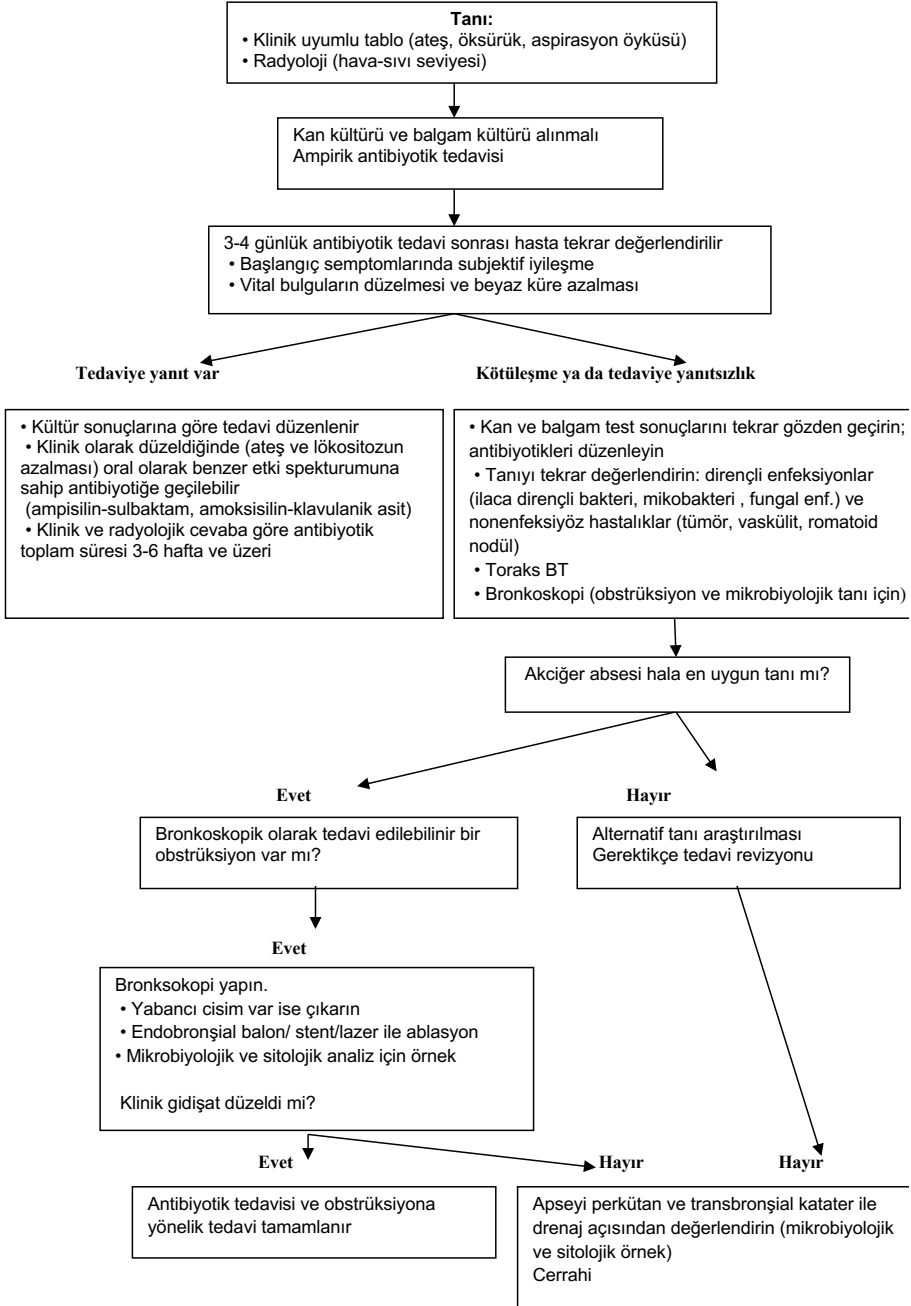 Tanı:
• Klinik uyumlu tablo (ateş, öksürük, aspirasyon öyküsü)
• Radyoloji (hava-sıvı seviyesi)
Kan kültürü ve balgam kültürü alınmalı
Ampirik antibiyotik tedavisi
3-4 günlük antibiyotik tedavi sonrası hasta tekrar değerlendirilir
• Başlangıç semptomlarında subjektif iyileşme
• Vital bulguların düzelmesi ve beyaz küre azalması
Tedaviye yanıt var
Kötüleşme ya da tedaviye yanıtsızlık
• Kültür sonuçlarına göre tedavi düzenlenir
• Klinik olarak düzeldiğinde (ateş ve lökositozun
azalması) oral olarak benzer etki spekturumuna
sahip antibiyotiğe geçilebilir
(ampisilin-sulbaktam, amoksisilin-klavulanik asit)
• Klinik ve radyolojik cevaba göre antibiyotik
toplam süresi 3-6 hafta ve üzeri
• Kan ve balgam test sonuçlarını tekrar gözden geçirin;
antibiyotikleri düzenleyin
• Tanıyı tekrar değerlendirin: dirençli enfeksiyonlar
(ilaca dirençli bakteri, mikobakteri , fungal enf.) ve
nonenfeksiyöz hastalıklar (tümör, vaskülit, romatoid
nodül)
• Toraks BT
• Bronkoskopi (obstrüksiyon ve mikrobiyolojik tanı için)
Akciğer absesi hala en uygun tanı mı?
Evet
Hayır
Bronkoskopik olarak tedavi edilebilinir bir
obstrüksiyon var mı?
Alternatif tanı araştırılması
Gerektikçe tedavi revizyonu
Evet
Bronksokopi yapın.
• Yabancı cisim var ise çıkarın
• Endobronşial balon/ stent/lazer ile ablasyon
• Mikrobiyolojik ve sitolojik analiz için örnek
Klinik gidişat düzeldi mi?
Evet
Hayır
Hayır
Antibiyotik tedavisi ve obstrüksiyona
yönelik tedavi tamamlanır
Apseyi perkütan ve transbronşial katater ile
drenaj açısından değerlendirin (mikrobiyolojik
ve sitolojik örnek)
Cerrahi